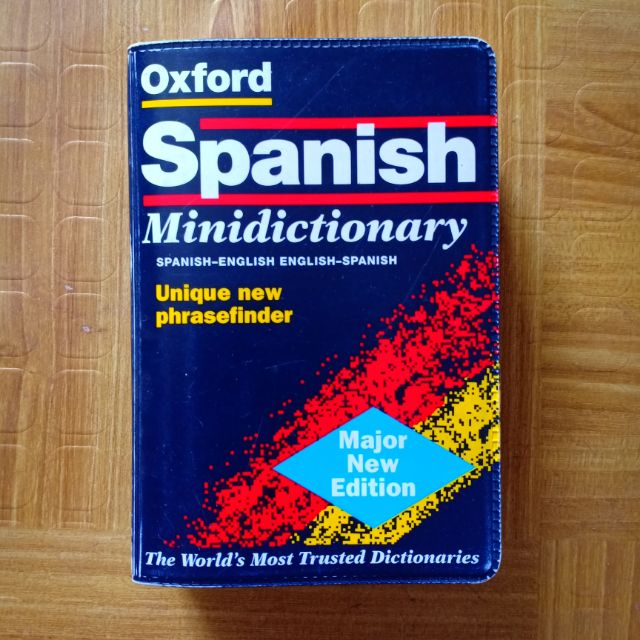 Oxford
Spanish
Minidictionary
SPANISH–ENGLISH ENGLISH–SPANISH
Unique new
phrasefinder
Major
New
Edition
The World's Most Trusted Dictionaries